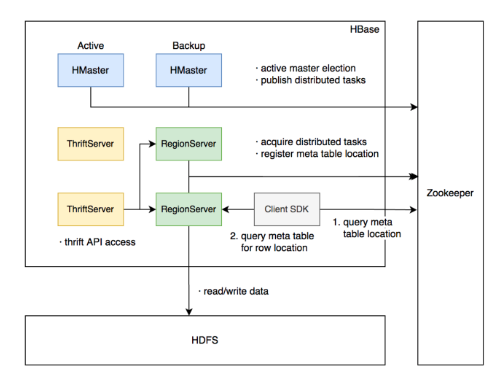 HBase
Active
Backup
HMaster
HMaster
· active master election
· publish distributed tasks
ThriftServer
RegionServer
· acquire distributed tasks
· register meta table location
Zookeeper
ThriftServer
RegionServer
Client SDK
1. query meta
table location
2. query meta table
for row location
· thrift API access
· read/write data
HDFS